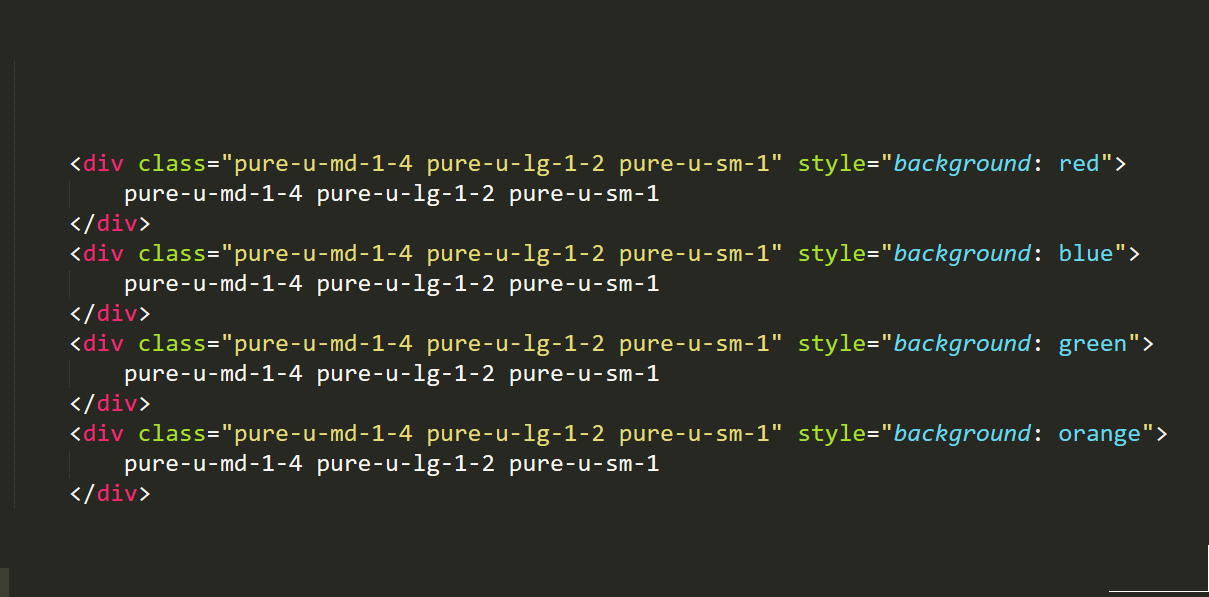 <div class="pure-u-md-1-4 pure-u-lg-1-2 pure-u-sm-1" style="background: red">
    pure-u-md-1-4 pure-u-lg-1-2 pure-u-sm-1
</div>
<div class="pure-u-md-1-4 pure-u-lg-1-2 pure-u-sm-1" style="background: blue">
    pure-u-md-1-4 pure-u-lg-1-2 pure-u-sm-1
</div>
<div class="pure-u-md-1-4 pure-u-lg-1-2 pure-u-sm-1" style="background: green">
    pure-u-md-1-4 pure-u-lg-1-2 pure-u-sm-1
</div>
<div class="pure-u-md-1-4 pure-u-lg-1-2 pure-u-sm-1" style="background: orange">
    pure-u-md-1-4 pure-u-lg-1-2 pure-u-sm-1
</div>